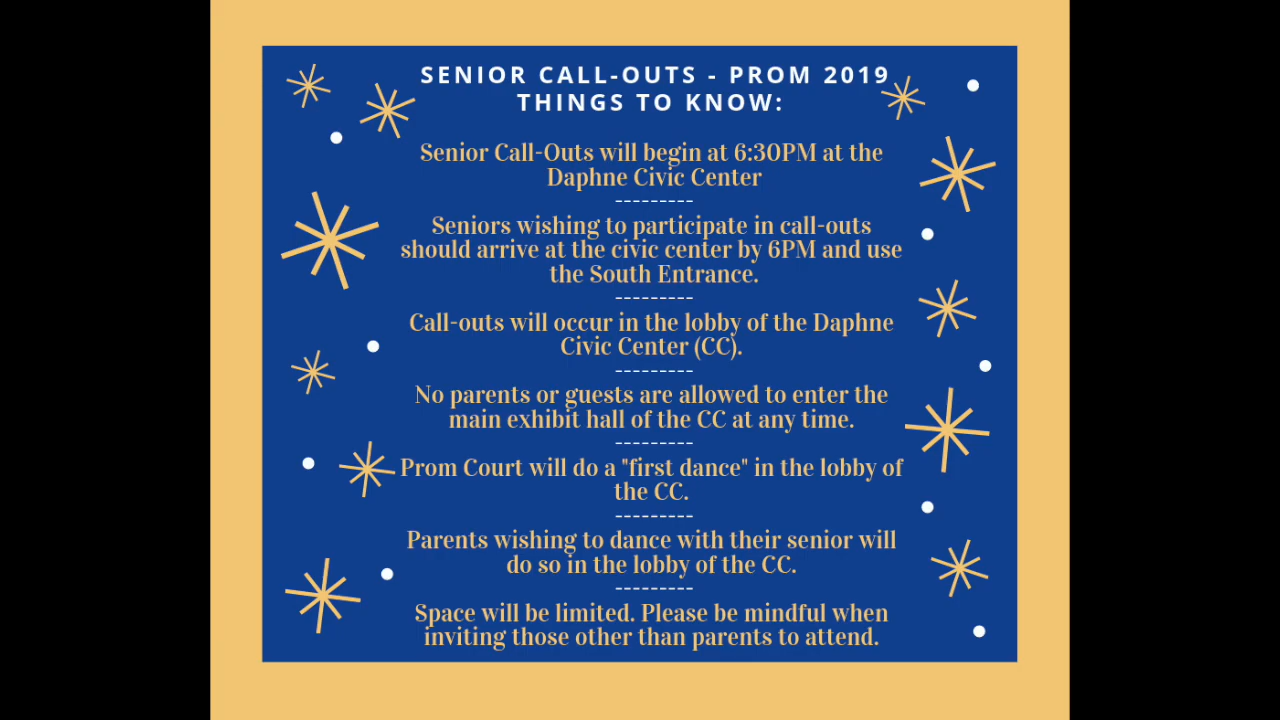 SENIOR CALL-OUTS - PROM 2019
THINGS TO KNOW:
Senior Call-Outs will begin at 6:30PM at the
Daphne Civic Center
---------
Seniors wishing to participate in call-outs
should arrive at the civic center by 6PM and use
the South Entrance.
---------
Call-outs will occur in the lobby of the Daphne
Civic Center (CC).
---------
No parents or guests are allowed to enter the
main exhibit hall of the CC at any time.
---------
Prom Court will do a "first dance" in the lobby of
the CC.
---------
Parents wishing to dance with their senior will
do so in the lobby of the CC.
---------
Space will be limited. Please be mindful when
inviting those other than parents to attend.